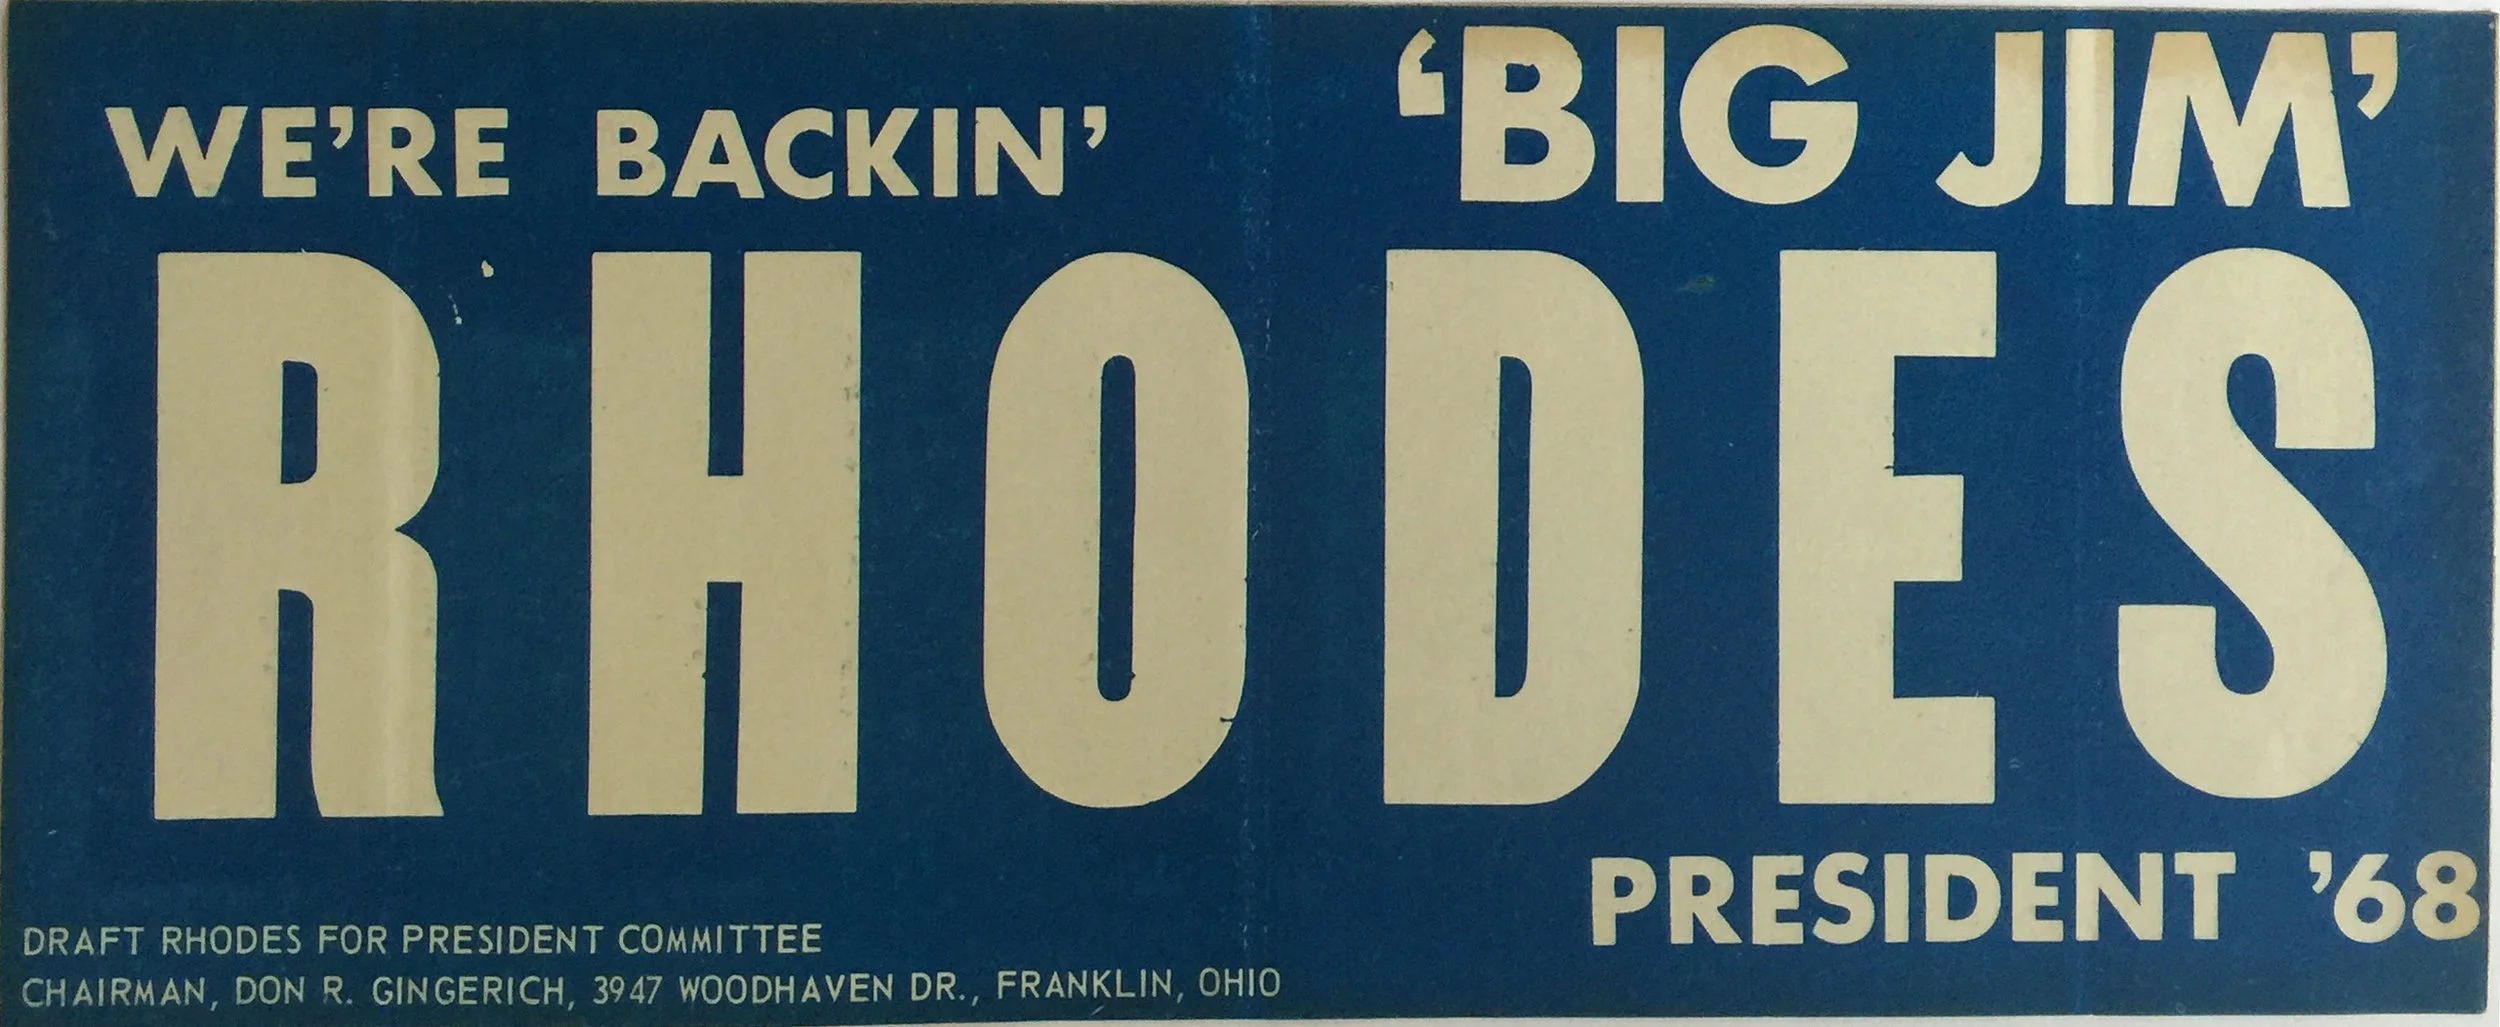 WE'RE BACKIN' 'BIG JIM'
RHODES
PRESIDENT '68
DRAFT RHODES FOR PRESIDENT COMMITTEE
CHAIRMAN, DON R. GINGERICH, 3947 WOODHAVEN DR., FRANKLIN, OHIO